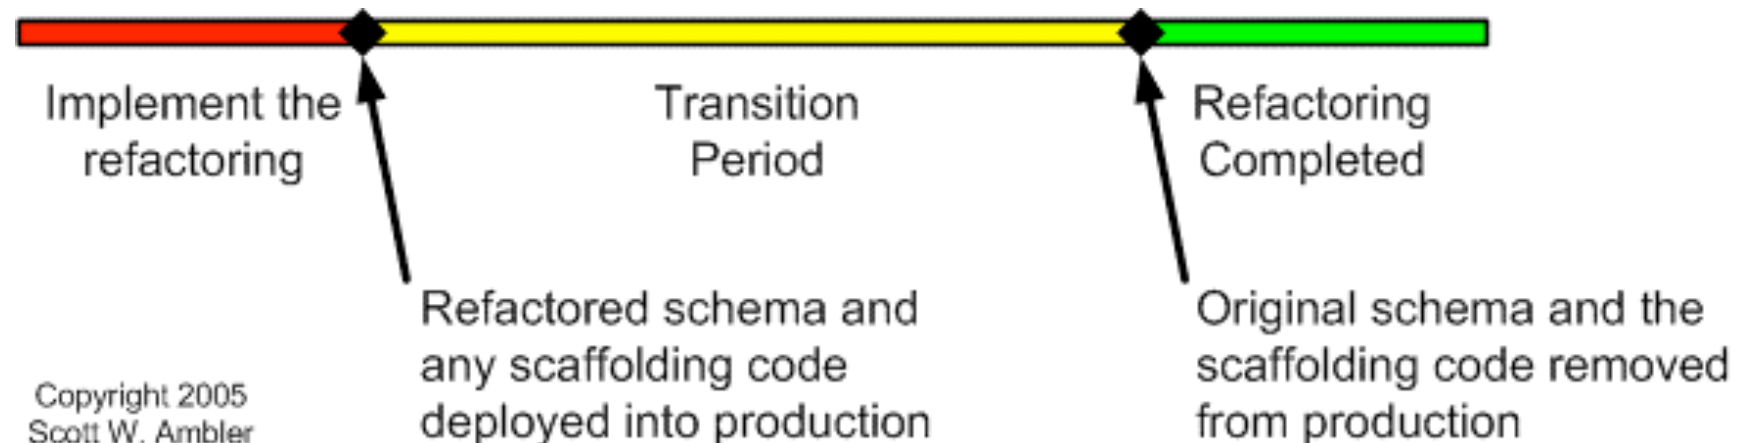 Implement the
refactoring
Transition
Period
Refactoring
Completed
Refactored schema and
any scaffolding code
deployed into production
Original schema and the
scaffolding code removed
from production
Copyright 2005
Scott W. Ambler